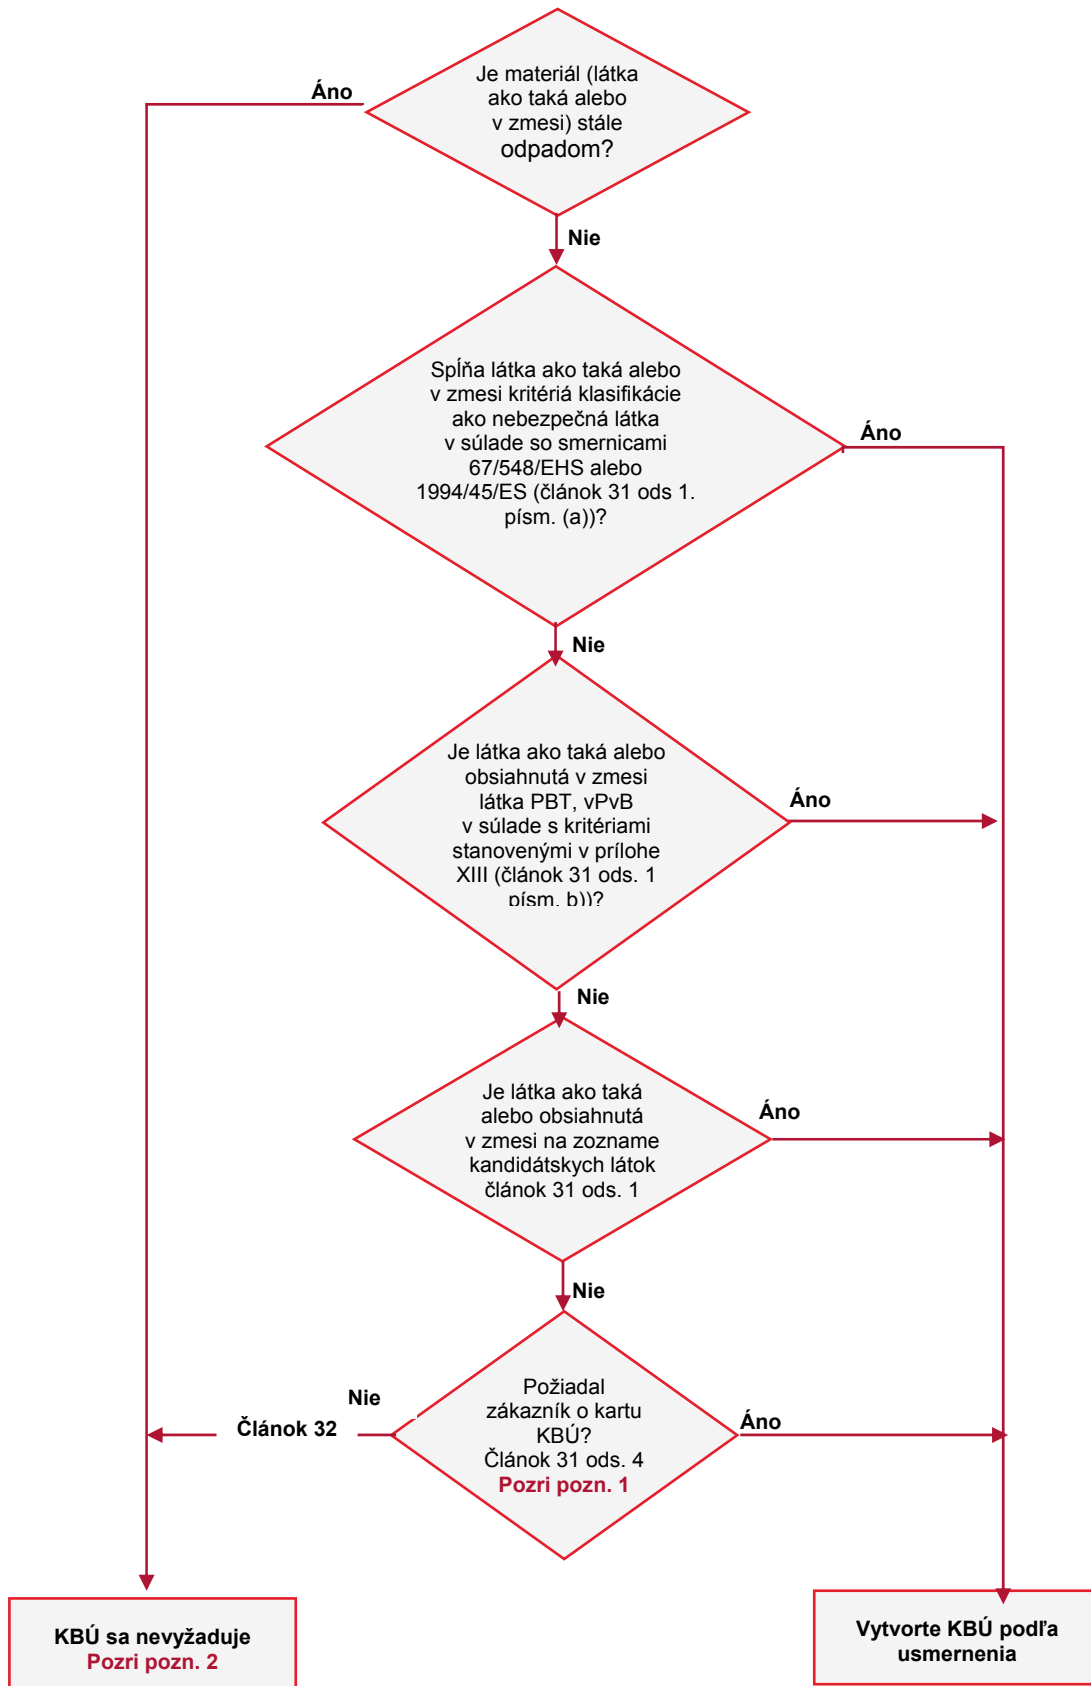 Je materiál (látka
ako taká alebo
v zmesi) stále
odpadom?
Áno
Nie
Spĺňa látka ako taká alebo
v zmesi kritériá klasifikácie
ako nebezpečná látka
v súlade so smernicami
67/548/EHS alebo
1994/45/ES (článok 31 ods 1.
písm. (a))?
Áno
Nie
Je látka ako taká alebo
obsiahnutá v zmesi
látka PBT, vPvB
v súlade s kritériami
stanovenými v prílohe
XIII (článok 31 ods. 1
písm. b))?
Áno
Nie
Je látka ako taká
alebo obsiahnutá
v zmesi na zozname
kandidátskych látok
článok 31 ods. 1
Áno
Nie
Požiadal
zákazník o kartu
KBÚ?
Článok 31 ods. 4
Pozri pozn. 1
Nie
Článok 32
Áno
KBÚ sa nevyžaduje
Pozri pozn. 2
Vytvorte KBÚ podľa
usmernenia